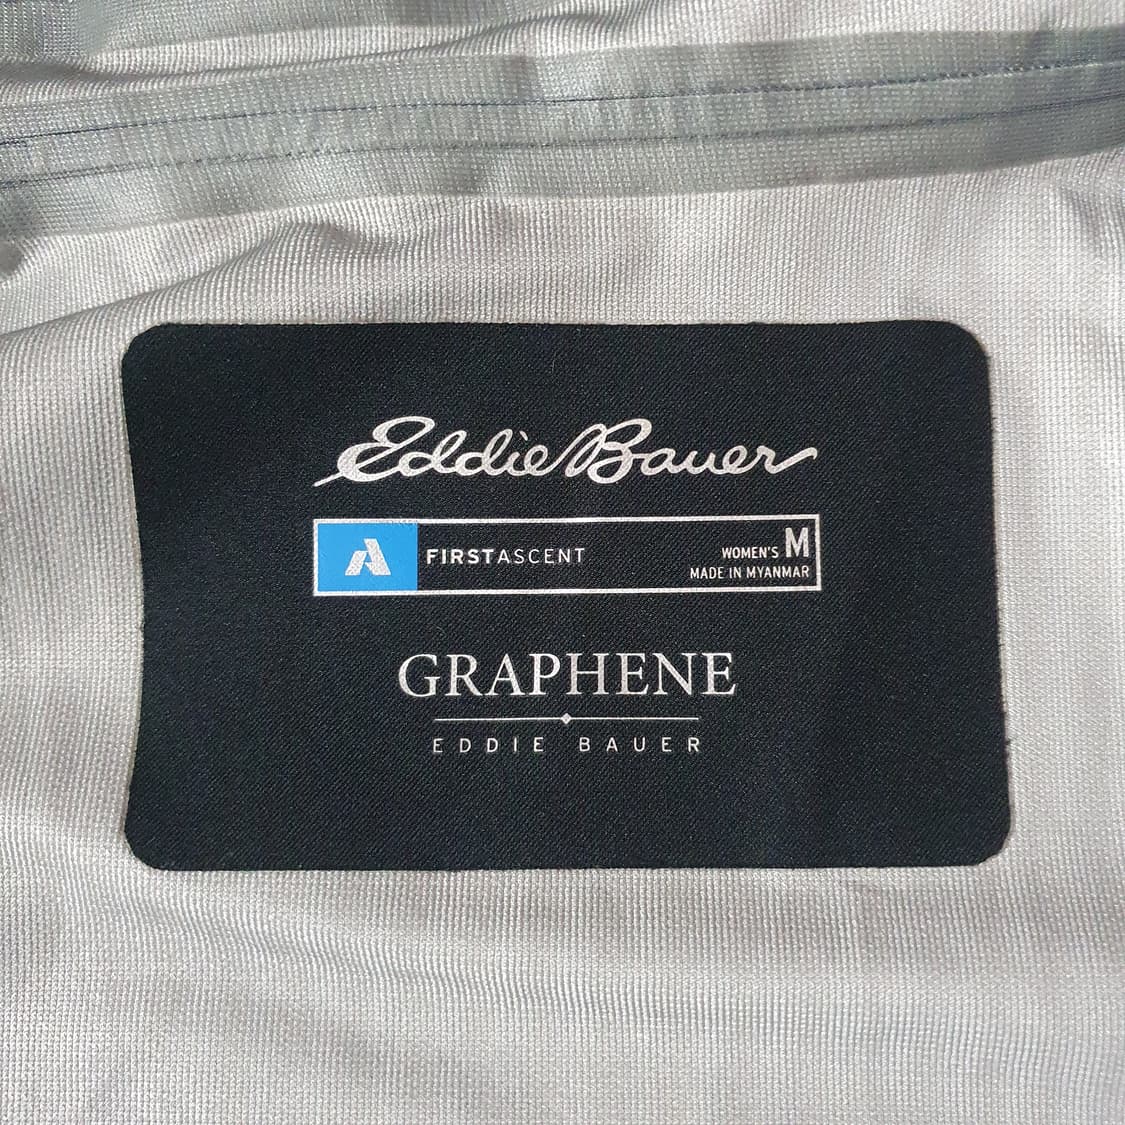 Eddie Bauer
FIRSTASCENT
WOMEN'S M
MADE IN MYANMAR
GRAPHENE
EDDIE BAUER